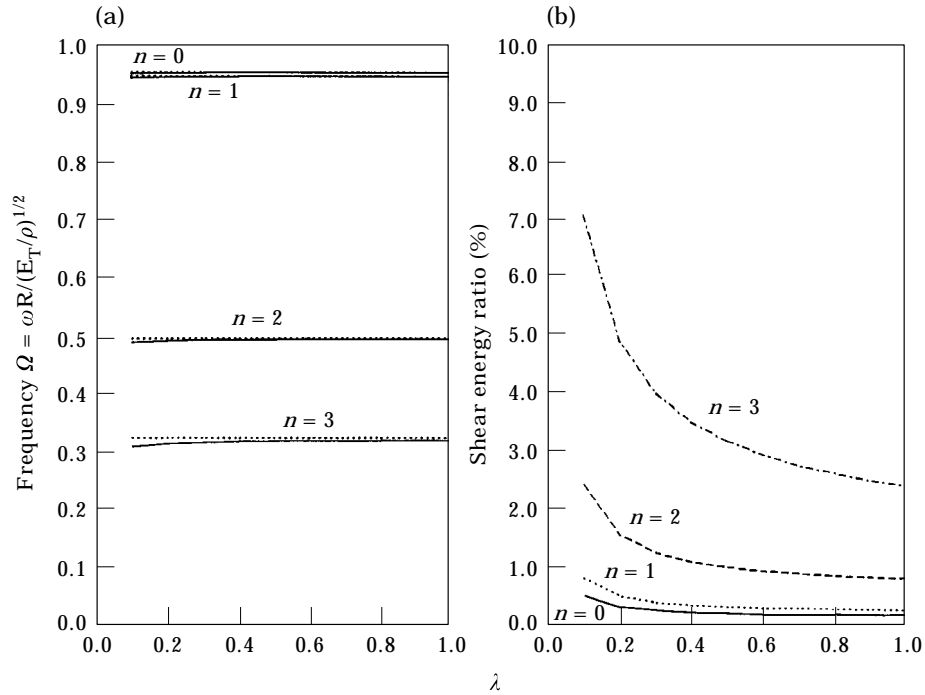 (a)
Frequency Ω = ωR/(E_T/ρ)^{1/2}
1.0
0.9
0.8
0.7
0.6
0.5
0.4
0.3
0.2
0.1
0.0
n = 0
n = 1
n = 2
n = 3
0.0 0.2 0.4 0.6 0.8 1.0
(b)
Shear energy ratio (%)
10.0
9.0
8.0
7.0
6.0
5.0
4.0
3.0
2.0
1.0
0.0
n = 3
n = 2
n = 1
n = 0
0.0 0.2 0.4 0.6 0.8 1.0
λ